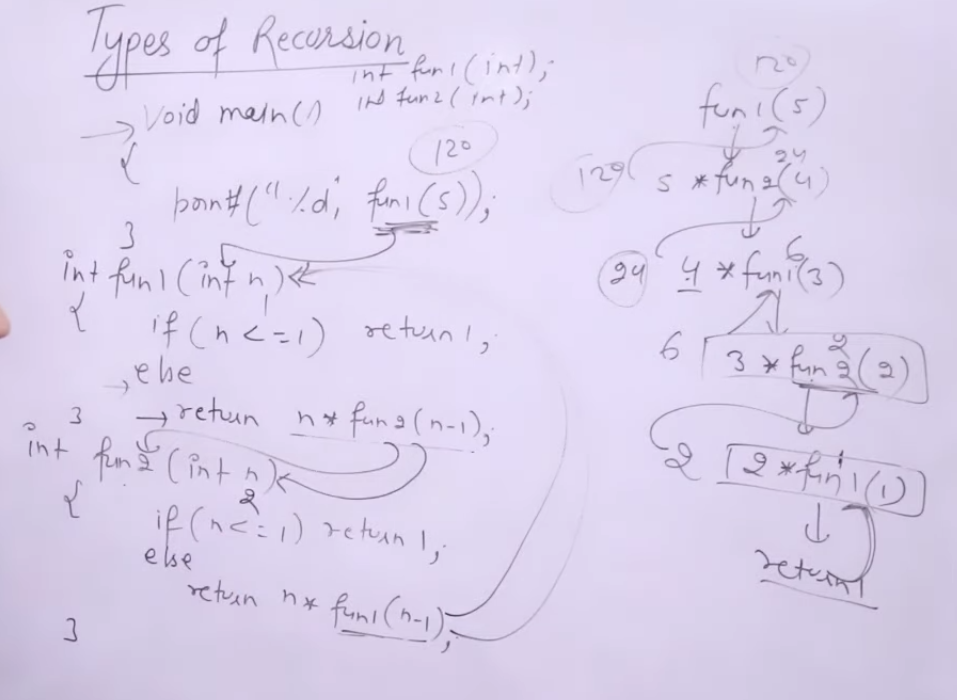 Types of Recursion
int fun1(int);
int fun2(int);
void main()
{
120
printf("%d", fun1(5));
}
int fun1(int n)
{
if(n<=1) return 1;
else
return n* fun2(n-1);
}
int fun2(int n)
{
if(n<=1) return 1;
else
return n* fun1(n-1);
}
120
fun1(5)
24
120 5 *fun2(4)
6
24 4 *fun1(3)
2
6 3 *fun2(2)
1
2 2 *fun1(1)
return 1